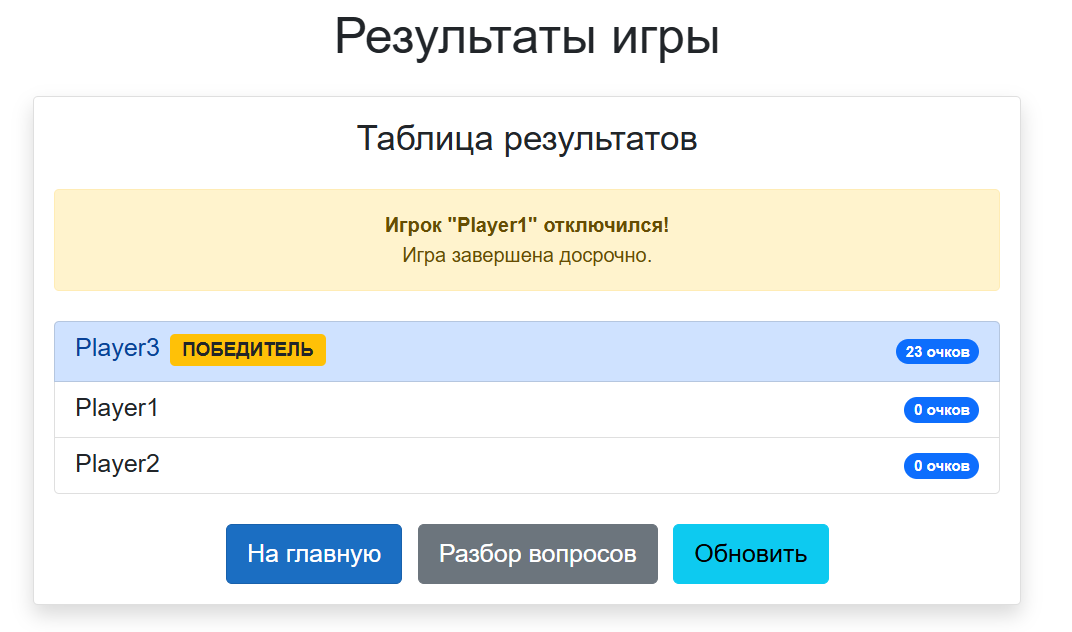 Результаты игры
Таблица результатов
Игрок "Player1" отключился!
Игра завершена досрочно.
Player3 ПОБЕДИТЕЛЬ 23 очков
Player1 0 очков
Player2 0 очков
На главную Разбор вопросов Обновить